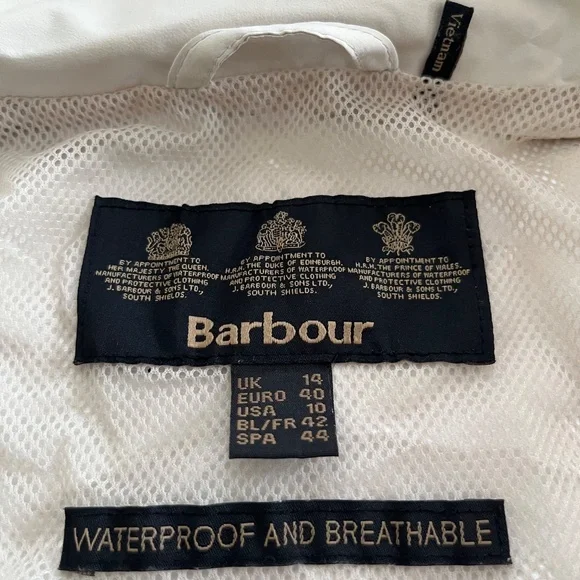 Vietnam
BY APPOINTMENT TO
HER MAJESTY THE QUEEN.
MANUFACTURERS OF WATERPROOF
AND PROTECTIVE CLOTHING
J. BARBOUR & SONS LTD.,
SOUTH SHIELDS.
BY APPOINTMENT TO
H.R.H. THE DUKE OF EDINBURGH.
MANUFACTURERS OF WATERPROOF
AND PROTECTIVE CLOTHING
J. BARBOUR & SONS LTD.,
SOUTH SHIELDS.
BY APPOINTMENT TO
H.R.H. THE PRINCE OF WALES.
MANUFACTURERS OF WATERPROOF
AND PROTECTIVE CLOTHING
J. BARBOUR & SONS LTD.,
SOUTH SHIELDS.
Barbour
UK 14
EURO 40
USA 10
BL/FR 42
SPA 44
WATERPROOF AND BREATHABLE